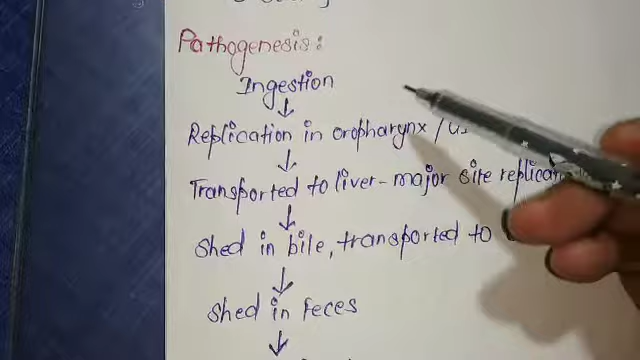 Pathogenesis:
Ingestion
↓
Replication in oropharynx /
↓
Transported to liver - major site
↓
Shed in bile, transported to
↓
Shed in feces
↓